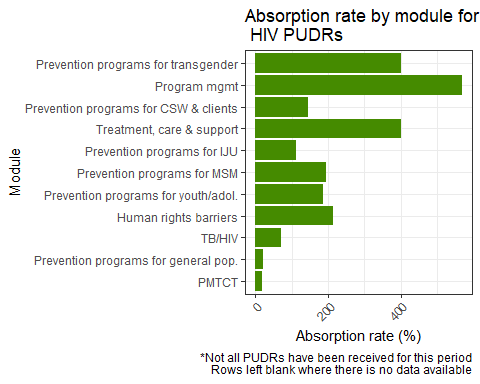 Absorption rate by module for
HIV PUDRs
Module
Prevention programs for transgender
Program mgmt
Prevention programs for CSW & clients
Treatment, care & support
Prevention programs for IJU
Prevention programs for MSM
Prevention programs for youth/adol.
Human rights barriers
TB/HIV
Prevention programs for general pop.
PMTCT
0
200
400
Absorption rate (%)
*Not all PUDRs have been received for this period
Rows left blank where there is no data available